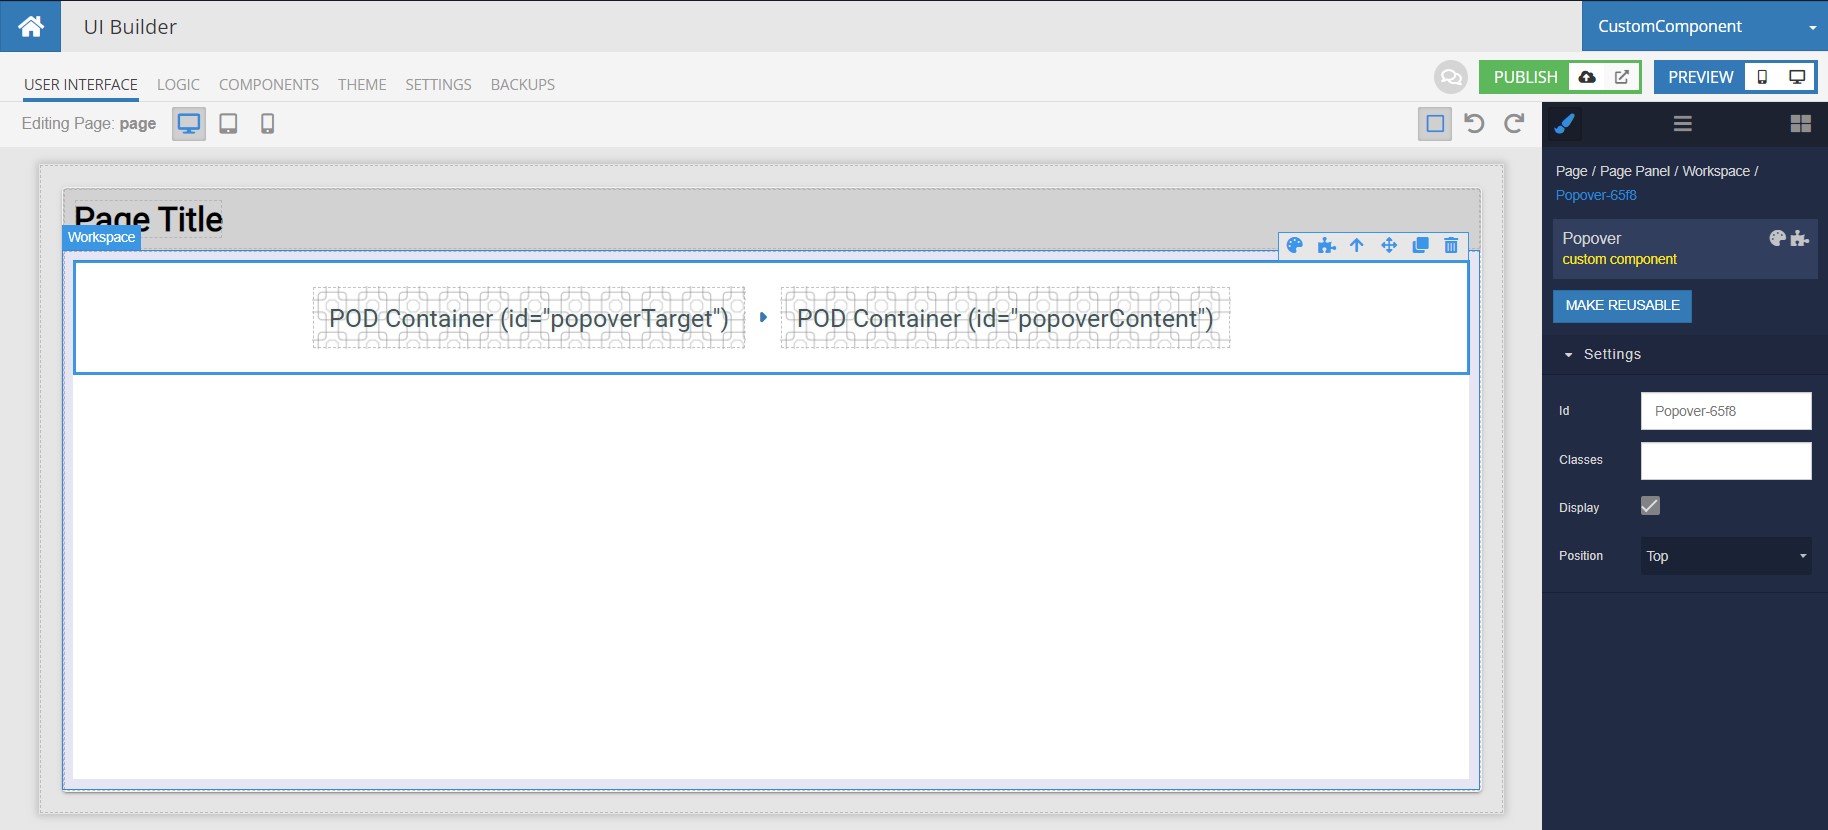 UI Builder
CustomComponent
USER INTERFACE
LOGIC
COMPONENTS
THEME
SETTINGS
BACKUPS
PUBLISH
PREVIEW
Editing Page: page
Page Title
Workspace
POD Container (id="popoverTarget")
POD Container (id="popoverContent")
Page / Page Panel / Workspace /
Popover-65f8
Popover
custom component
MAKE REUSABLE
Settings
Id
Popover-65f8
Classes
Display
Position
Top